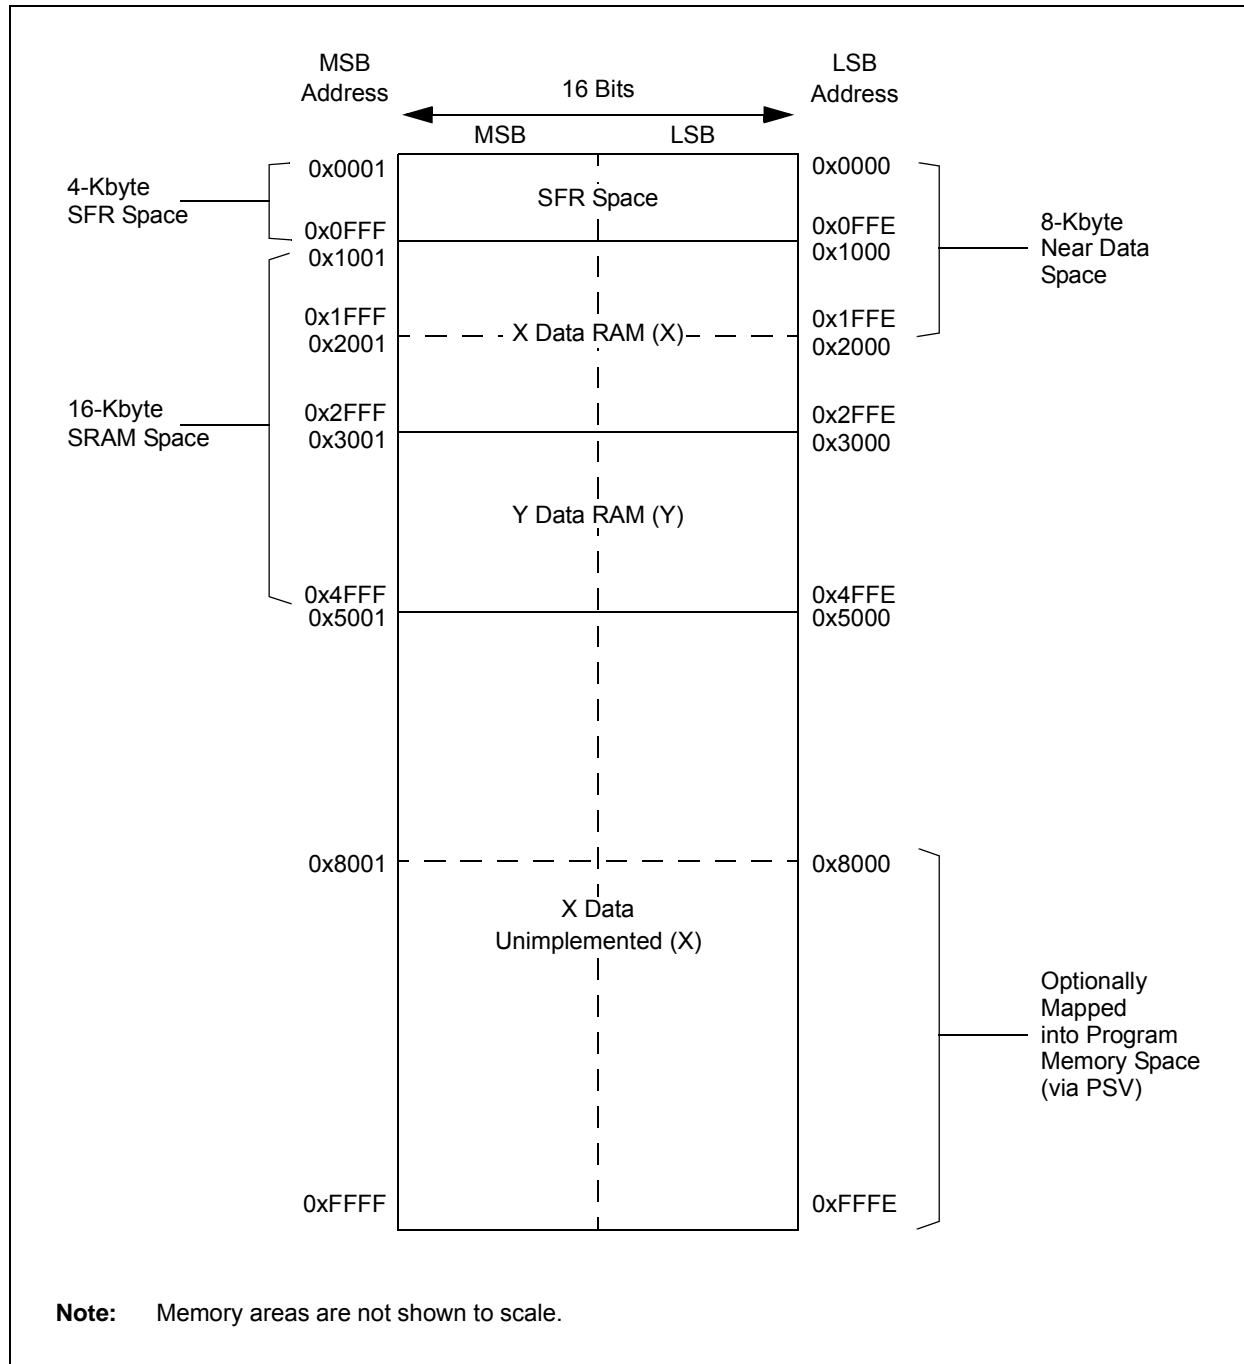 MSB
Address
LSB
Address
16 Bits
MSB
LSB
0x0001
0x0000
4-Kbyte
SFR Space
SFR Space
0x0FFF
0x0FFE
0x1001
0x1000
8-Kbyte
Near Data
Space
0x1FFF
0x1FFE
X Data RAM (X)
0x2001
0x2000
16-Kbyte
SRAM Space
0x2FFF
0x2FFE
0x3001
0x3000
Y Data RAM (Y)
0x4FFF
0x4FFE
0x5001
0x5000
0x8001
0x8000
X Data
Unimplemented (X)
Optionally
Mapped
into Program
Memory Space
(via PSV)
0xFFFF
0xFFFE
Note: Memory areas are not shown to scale.